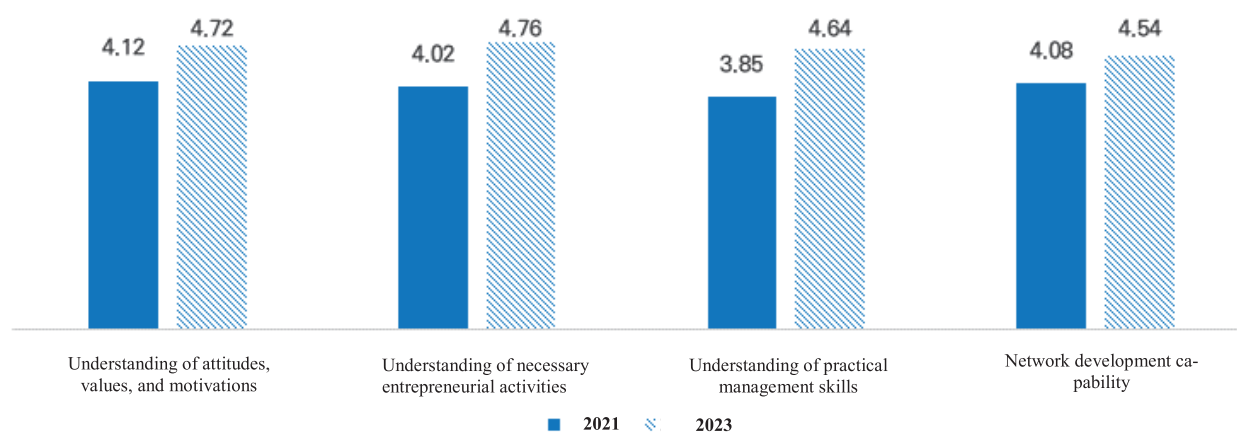 4.12
4.72
4.02
4.76
3.85
4.64
4.08
4.54
Understanding of attitudes,
values, and motivations
Understanding of necessary
entrepreneurial activities
Understanding of practical
management skills
Network development ca-
pability
2021
2023